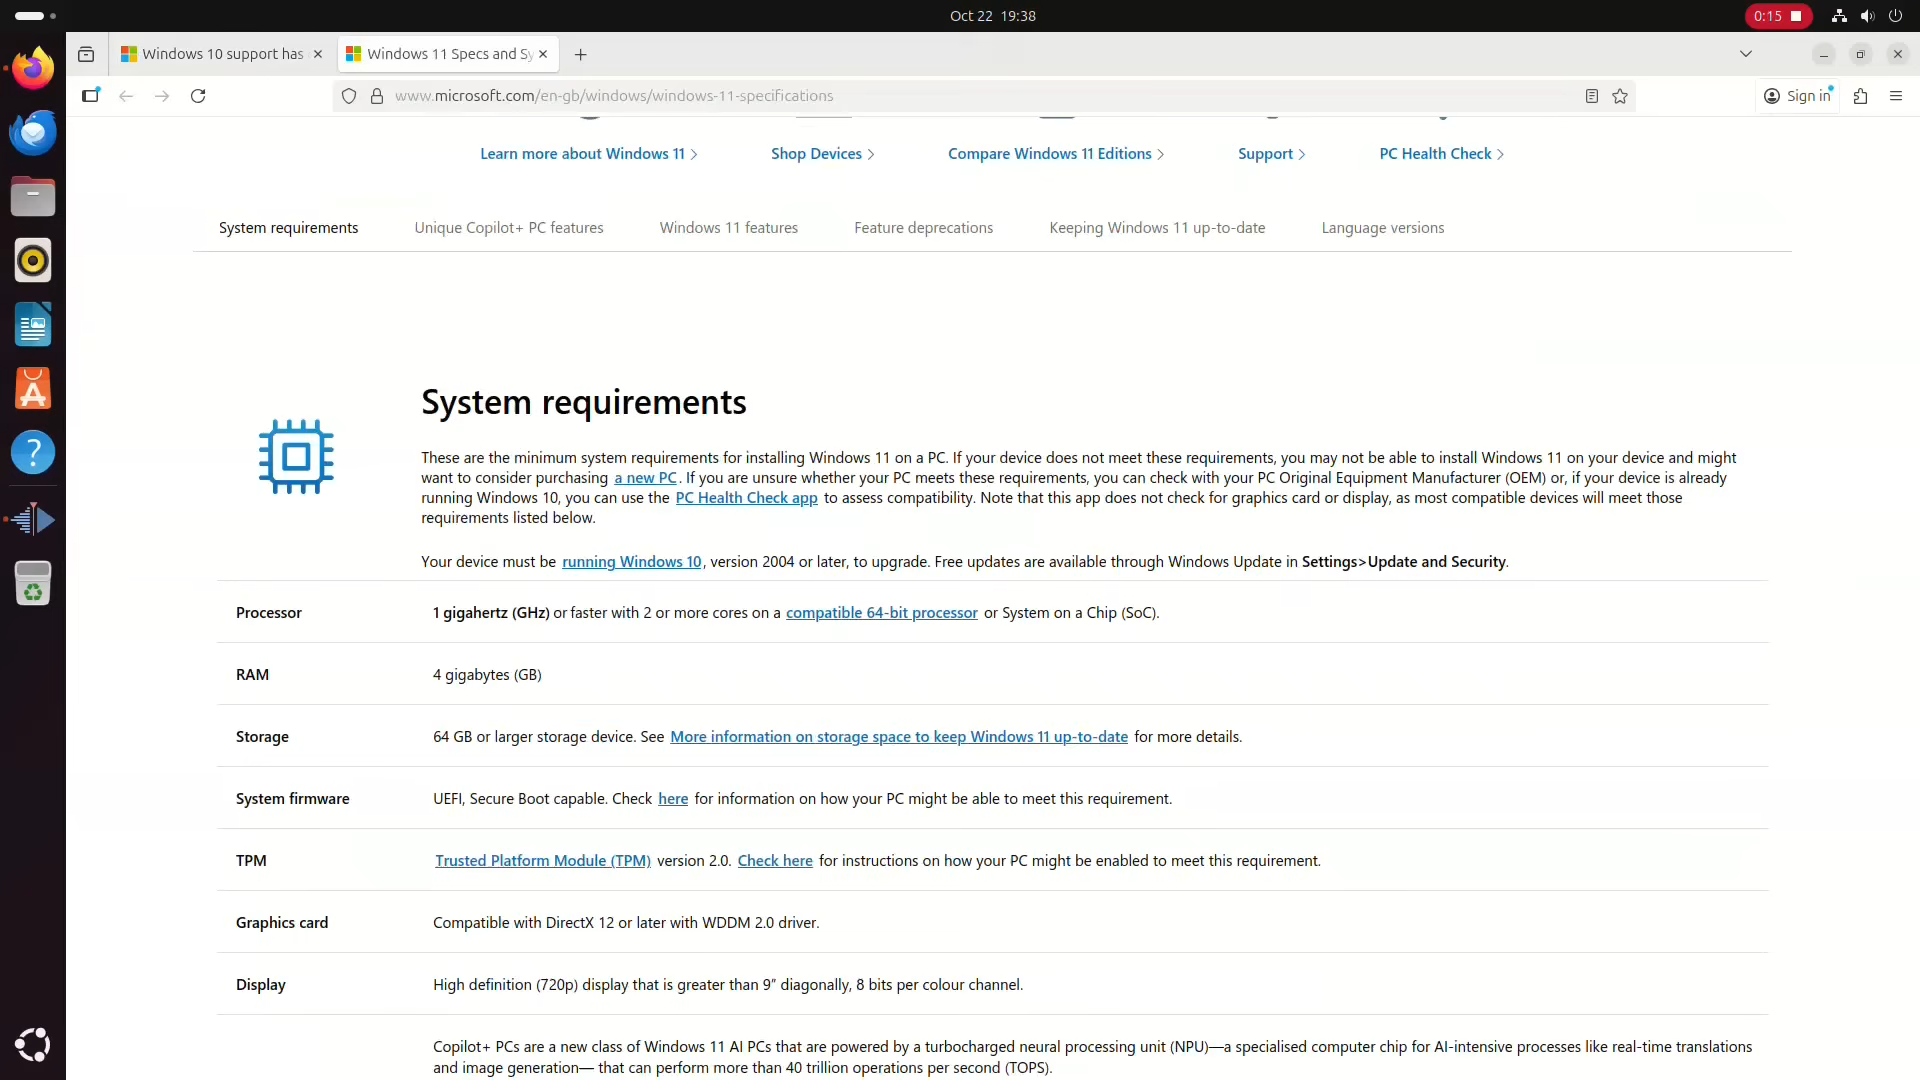 Oct 22 19:38
0:15
Windows 10 support has
Windows 11 Specs and Sy
www.microsoft.com/en-gb/windows/windows-11-specifications
Sign in
Learn more about Windows 11
Shop Devices
Compare Windows 11 Editions
Support
PC Health Check
System requirements
Unique Copilot+ PC features
Windows 11 features
Feature deprecations
Keeping Windows 11 up-to-date
Language versions
System requirements
These are the minimum system requirements for installing Windows 11 on a PC. If your device does not meet these requirements, you may not be able to install Windows 11 on your device and might
want to consider purchasing a new PC. If you are unsure whether your PC meets these requirements, you can check with your PC Original Equipment Manufacturer (OEM) or, if your device is already
running Windows 10, you can use the PC Health Check app to assess compatibility. Note that this app does not check for graphics card or display, as most compatible devices will meet those
requirements listed below.
Your device must be running Windows 10, version 2004 or later, to upgrade. Free updates are available through Windows Update in Settings>Update and Security.
Processor
1 gigahertz (GHz) or faster with 2 or more cores on a compatible 64-bit processor or System on a Chip (SoC).
RAM
4 gigabytes (GB)
Storage
64 GB or larger storage device. See More information on storage space to keep Windows 11 up-to-date for more details.
System firmware
UEFI, Secure Boot capable. Check here for information on how your PC might be able to meet this requirement.
TPM
Trusted Platform Module (TPM) version 2.0. Check here for instructions on how your PC might be enabled to meet this requirement.
Graphics card
Compatible with DirectX 12 or later with WDDM 2.0 driver.
Display
High definition (720p) display that is greater than 9” diagonally, 8 bits per colour channel.
Copilot+ PCs are a new class of Windows 11 AI PCs that are powered by a turbocharged neural processing unit (NPU)—a specialised computer chip for AI-intensive processes like real-time translations
and image generation— that can perform more than 40 trillion operations per second (TOPS).